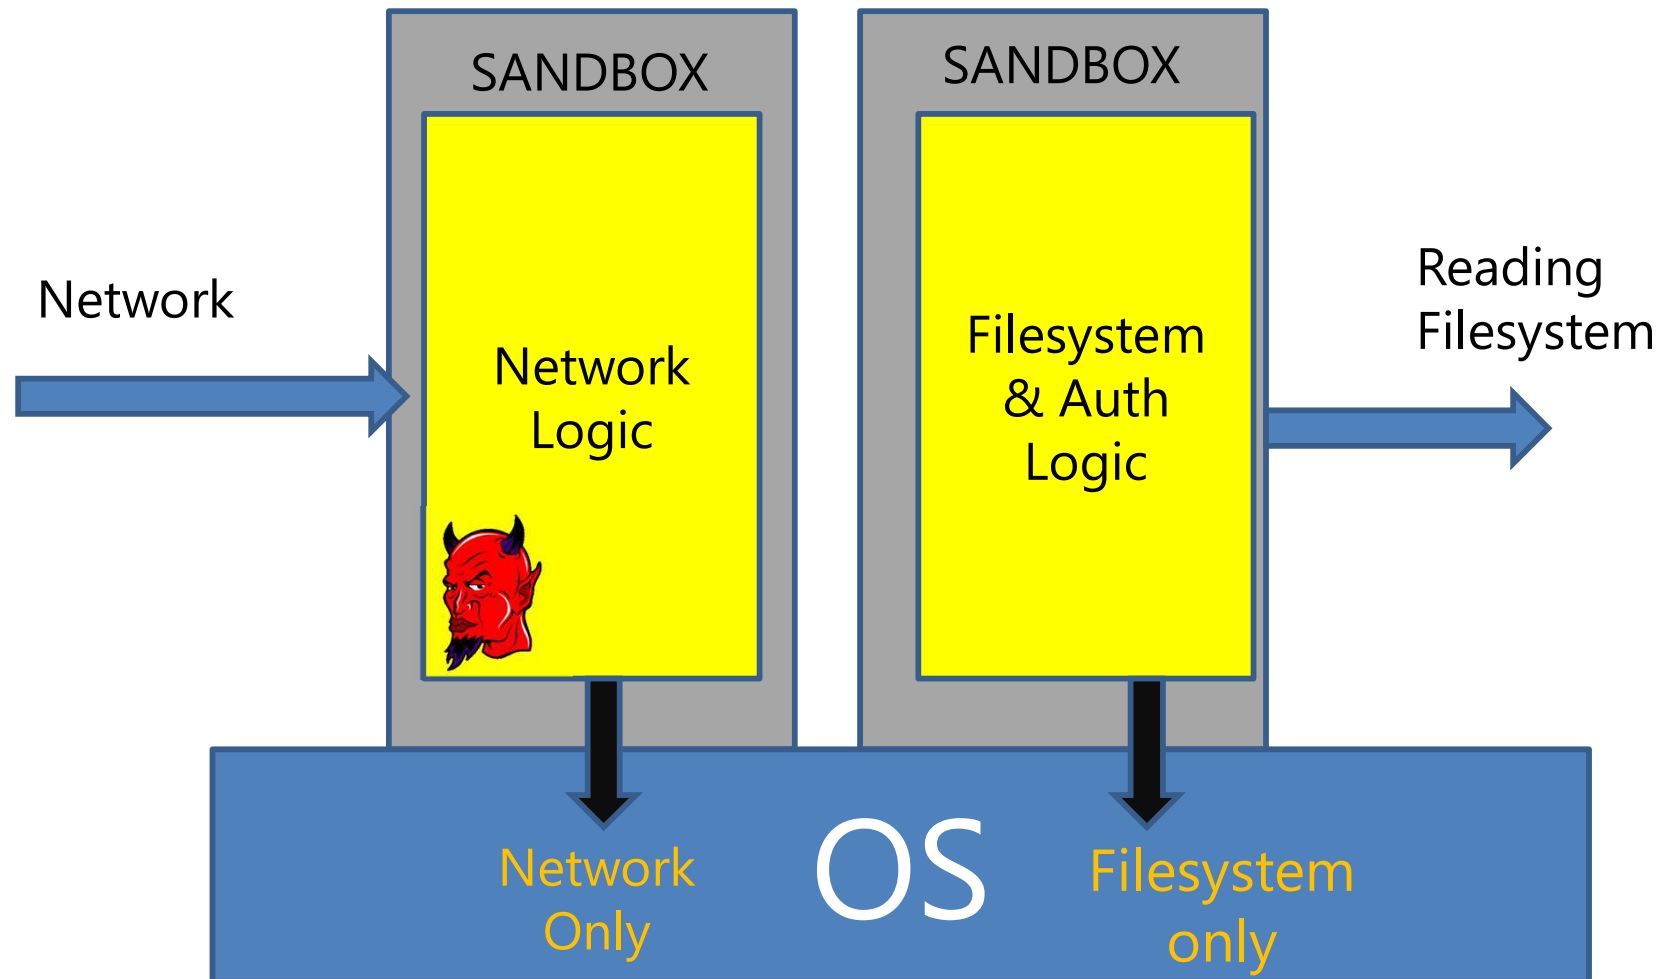 SANDBOX
SANDBOX
Network
Network
Logic
Filesystem
& Auth
Logic
Reading
Filesystem
OS
Network
Only
Filesystem
only